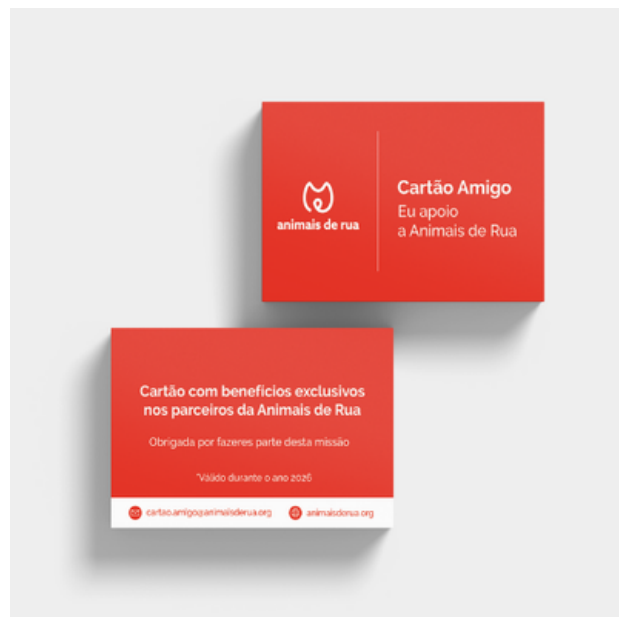 animais de rua
Cartão Amigo
Eu apoio
a Animais de Rua
Cartão com benefícios exclusivos
nos parceiros da Animais de Rua
Obrigada por fazeres parte desta missão
*Válido durante o ano 2026
cartao.amigo@animaisderua.org
animaisderua.org